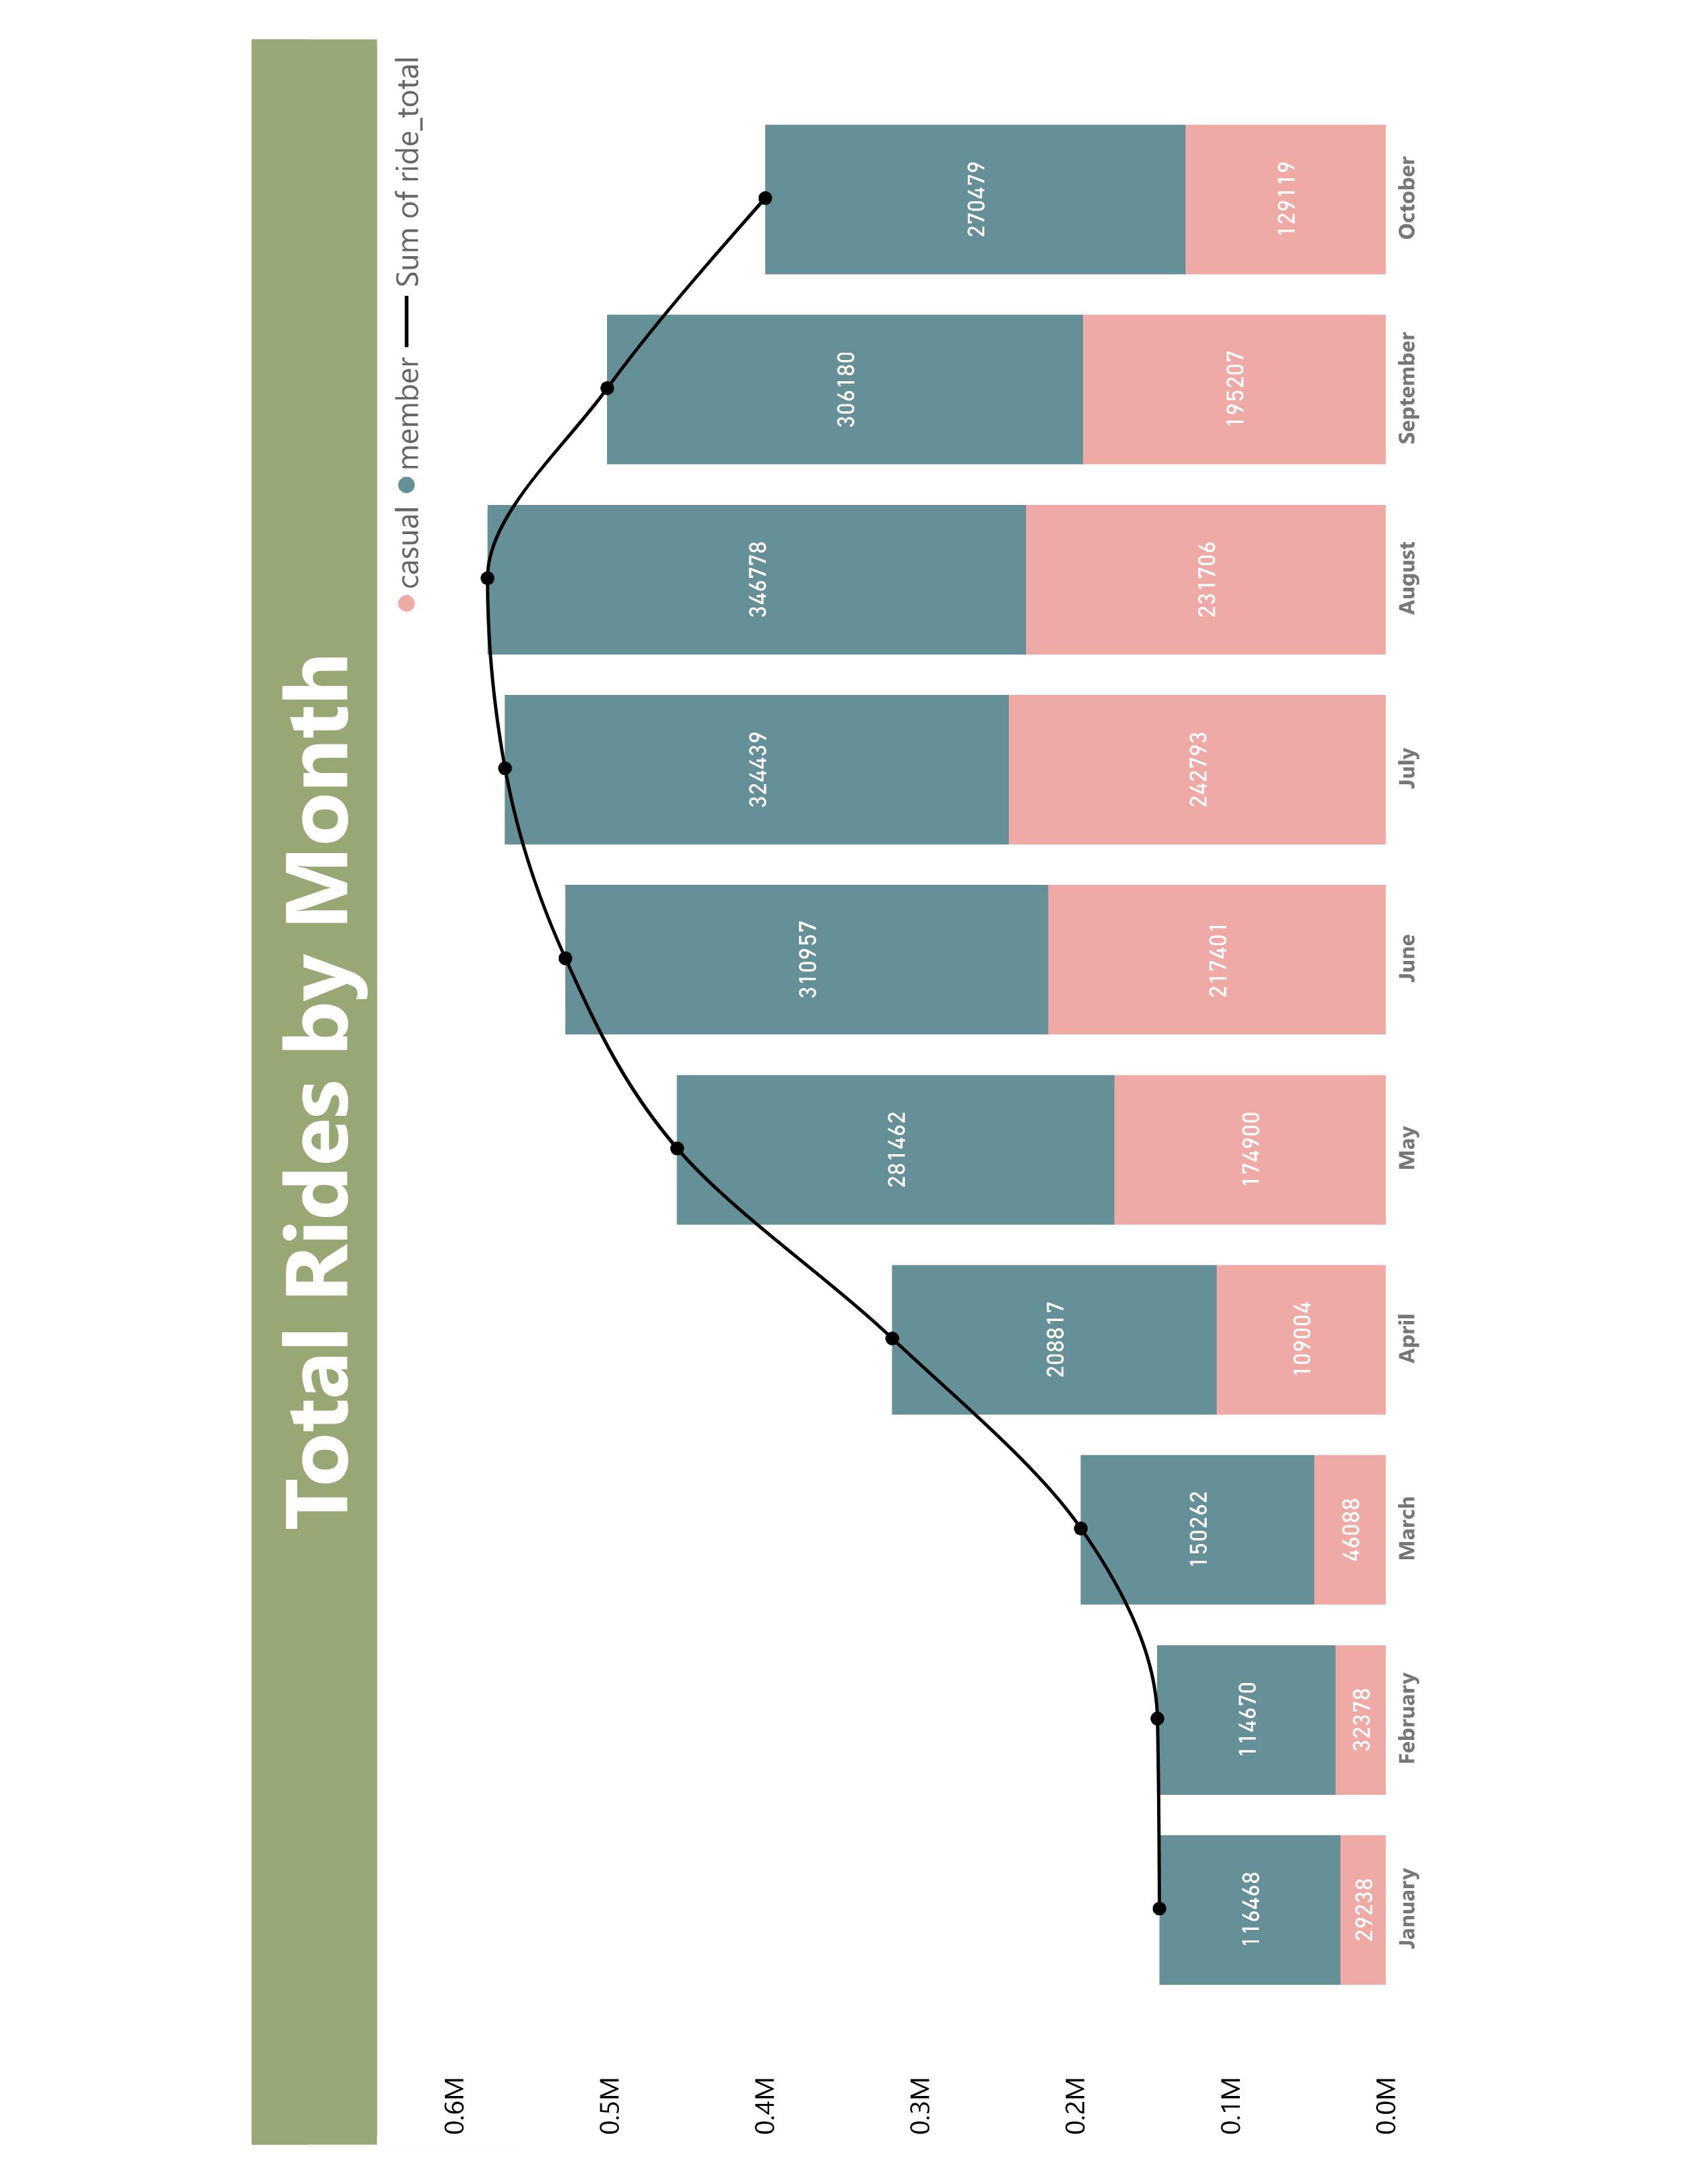 Total Rides by Month
casual member Sum of ride_total
0.6M
0.5M
0.4M
0.3M
0.2M
0.1M
0.0M
116468 114670 150262 208817 281462 310957 324439 346778 306180 270479
29238 32378 46088 109004 174900 217401 242793 231706 195207 129119
January February March April May June July August September October